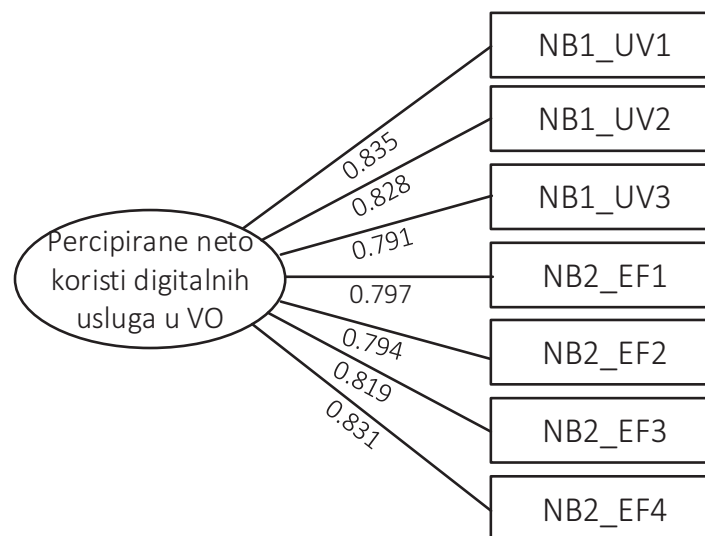 NB1_UV1
NB1_UV2
NB1_UV3
NB2_EF1
NB2_EF2
NB2_EF3
NB2_EF4
0.835
0.828
0.791
0.797
0.794
0.819
0.831
Percipirane neto
koristi digitalnih
usluga u VO